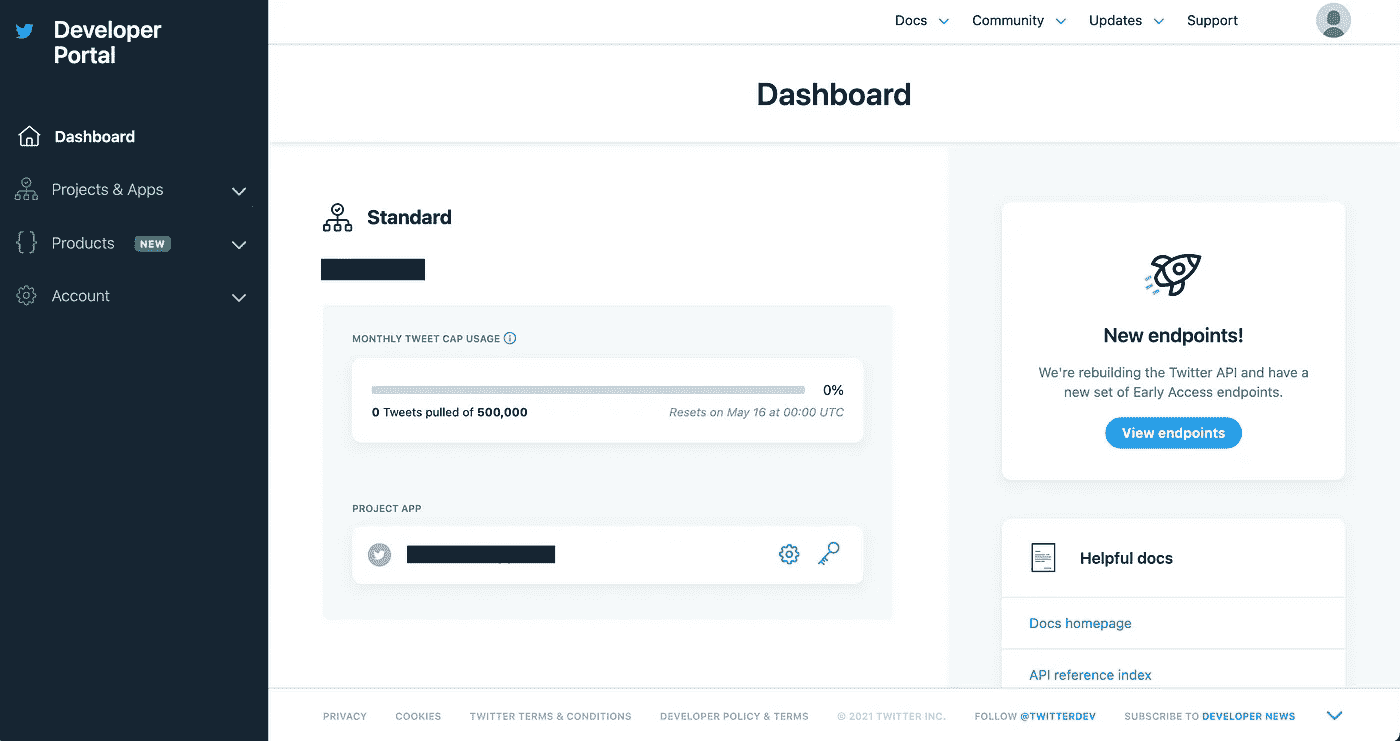 Developer
Portal
Dashboard
Projects & Apps
Products NEW
Account
Docs Community Updates Support
Dashboard
Standard
MONTHLY TWEET CAP USAGE
0%
0 Tweets pulled of 500,000 Resets on May 16 at 00:00 UTC
PROJECT APP
New endpoints!
We're rebuilding the Twitter API and have a
new set of Early Access endpoints.
View endpoints
Helpful docs
Docs homepage
API reference index
PRIVACY COOKIES TWITTER TERMS & CONDITIONS DEVELOPER POLICY & TERMS © 2021 TWITTER INC. FOLLOW @TWITTERDEV SUBSCRIBE TO DEVELOPER NEWS